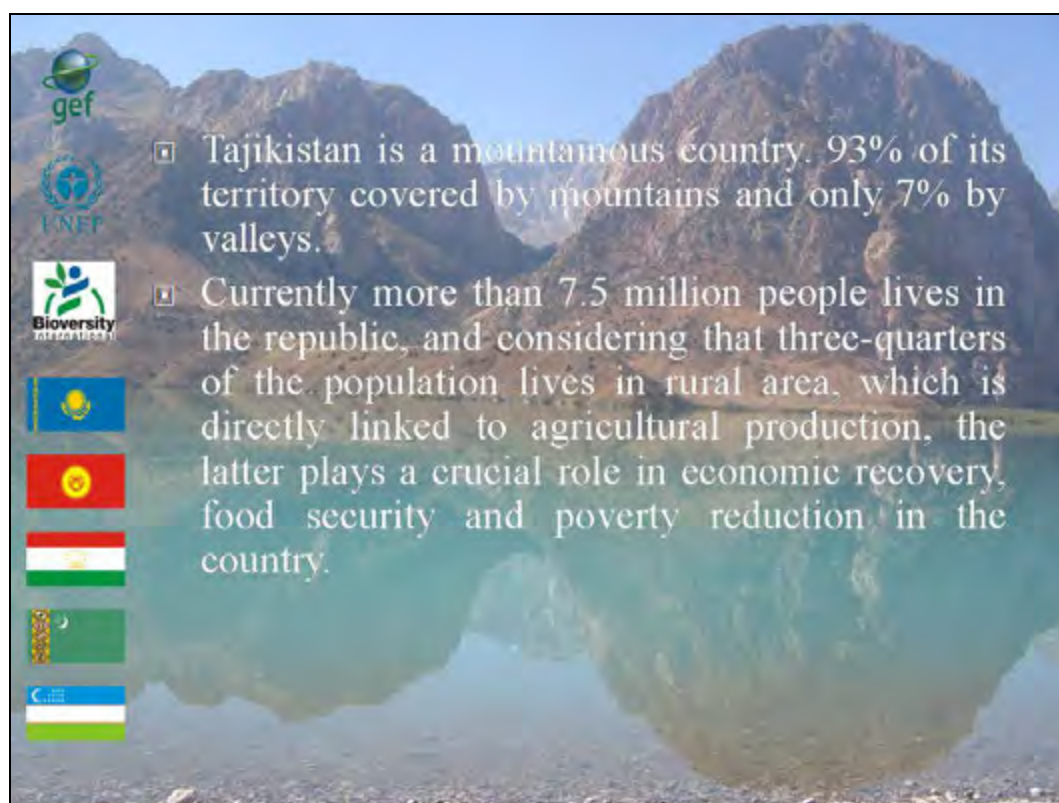 gef
UNEP
Bioversity
International
Tajikistan is a mountainous country. 93% of its
territory covered by mountains and only 7% by
valleys.
Currently more than 7.5 million people lives in
the republic, and considering that three-quarters
of the population lives in rural area, which is
directly linked to agricultural production, the
latter plays a crucial role in economic recovery,
food security and poverty reduction in the
country.